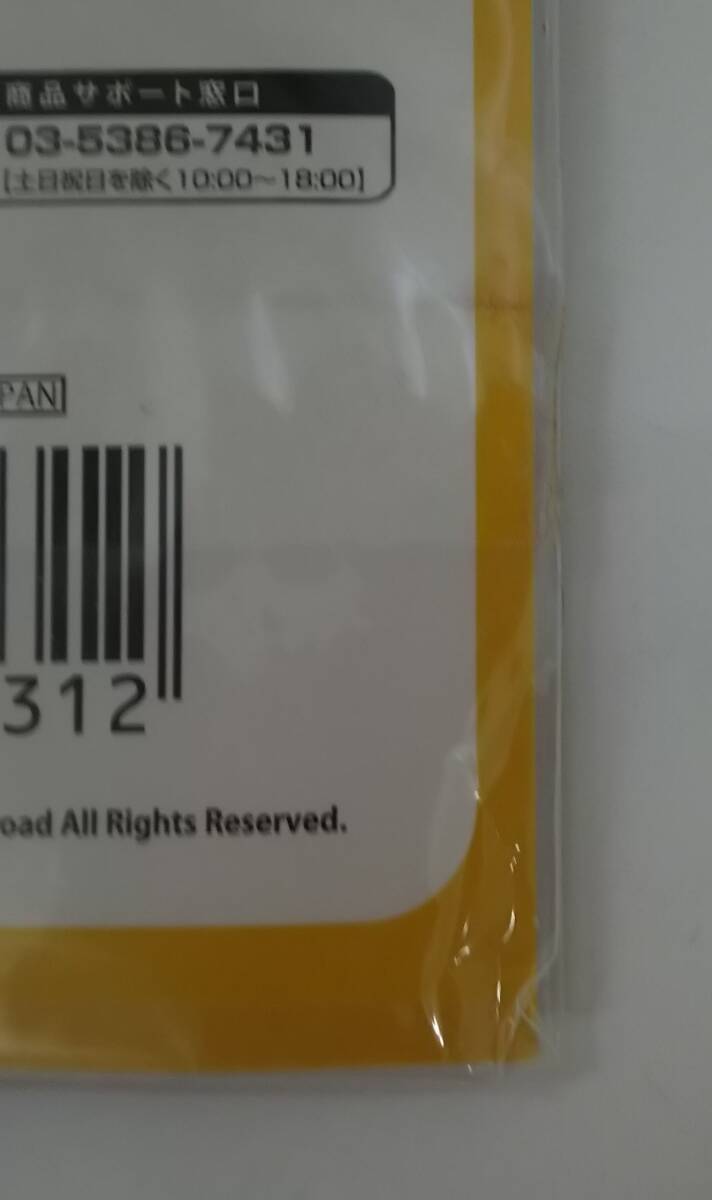 商品サポート窓口
03-5386-7431
[土日祝日を除く10:00〜18:00]
PAN
312
oad All Rights Reserved.